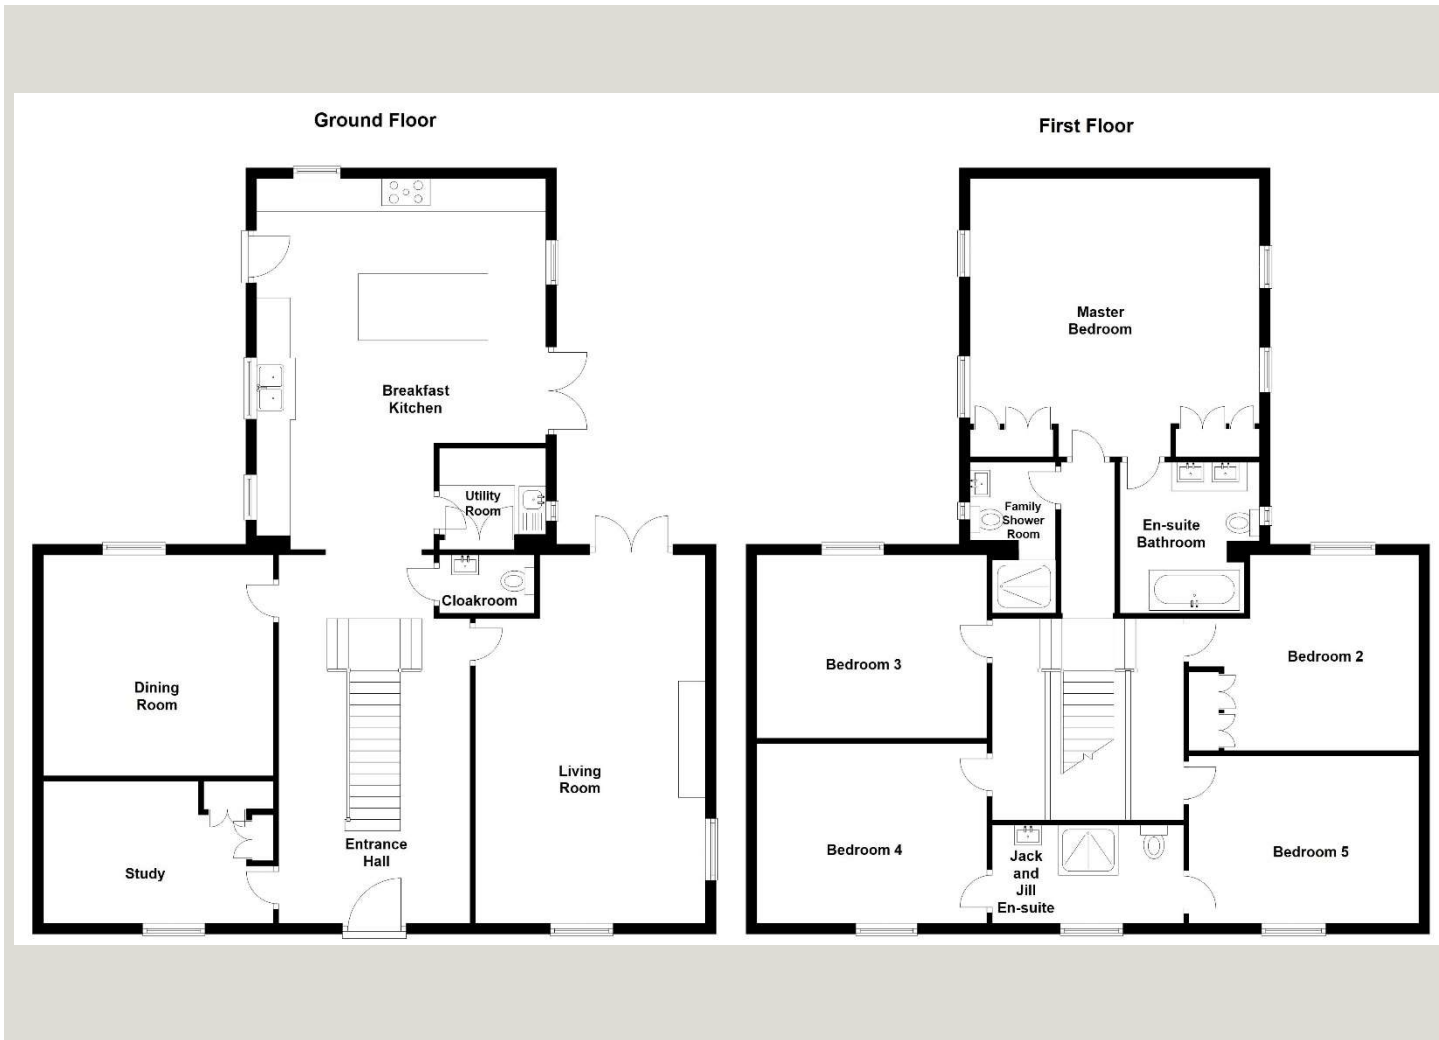 Ground Floor
Breakfast
Kitchen
Utility
Room
Cloakroom
Dining
Room
Living
Room
Entrance
Hall
Study
First Floor
Master
Bedroom
Family
Shower
Room
En-suite
Bathroom
Bedroom 3
Bedroom 2
Bedroom 4
Bedroom 5
Jack
and
Jill
En-suite